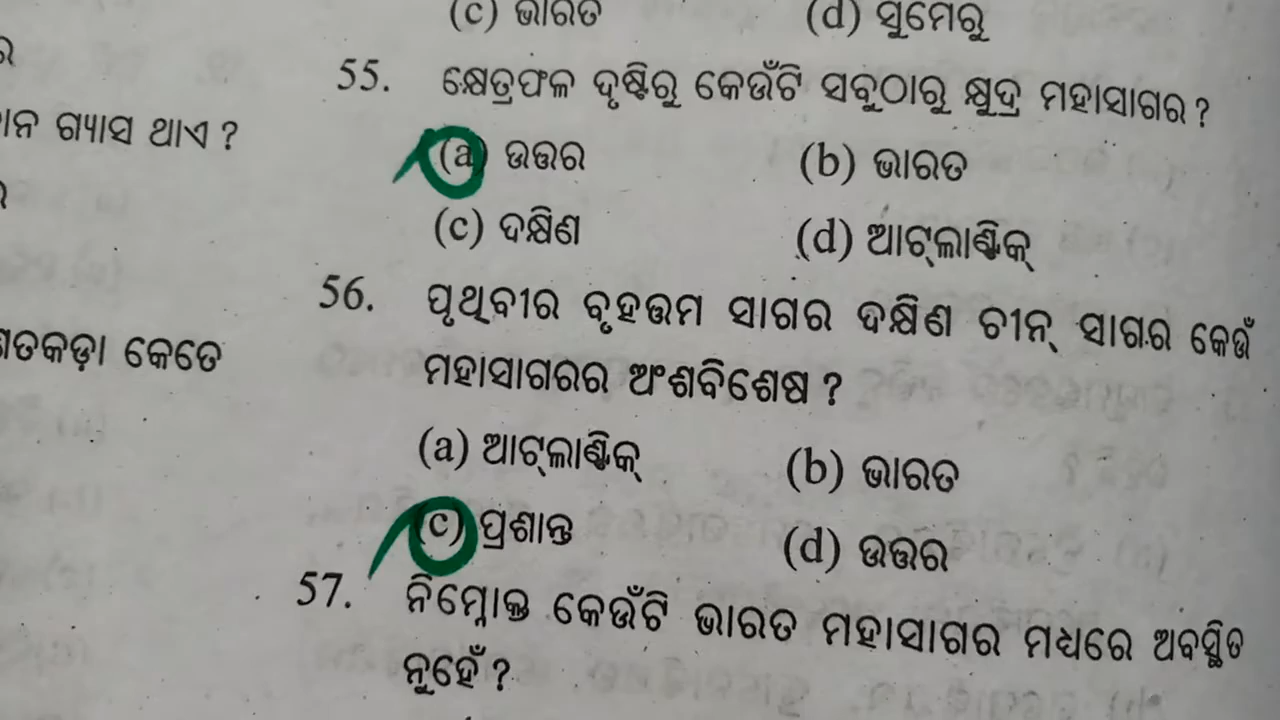 (c) ଭାରତ (d) ସୁମେରୁ
55. କ୍ଷେତ୍ରଫଳ ଦୃଷ୍ଟିରୁ କେଉଁଟି ସବୁଠାରୁ କ୍ଷୁଦ୍ର ମହାସାଗର ?
ଗ୍ୟାସ ଥାଏ ?
(a) ଉତ୍ତର (b) ଭାରତ
(c) ଦକ୍ଷିଣ (d) ଆଟ୍‌ଲାଣ୍ଟିକ୍
56. ପୃଥିବୀର ବୃହତ୍ତମ ସାଗର ଦକ୍ଷିଣ ଚୀନ୍ ସାଗର କେଉଁ
କେତେ
ମହାସାଗରର ଅଂଶବିଶେଷ ?
(a) ଆଟ୍‌ଲାଣ୍ଟିକ୍ (b) ଭାରତ
(c) ପ୍ରଶାନ୍ତ (d) ଉତ୍ତର
57. ନିମ୍ନୋକ୍ତ କେଉଁଟି ଭାରତ ମହାସାଗର ମଧ୍ୟରେ ଅବସ୍ଥିତ
ନୁହେଁ ?